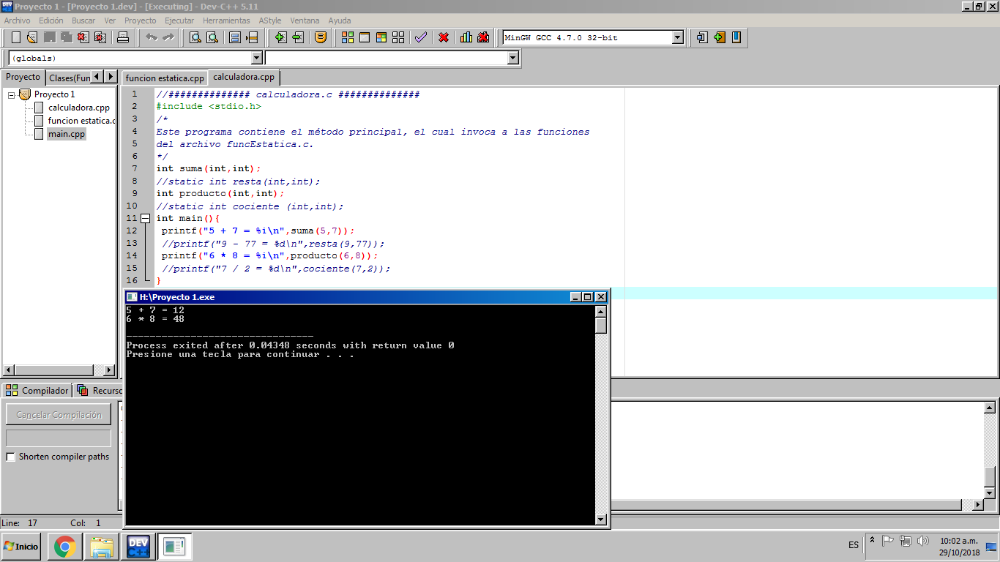 Proyecto 1 - [Proyecto 1.dev] - [Executing] - Dev-C++ 5.11
Archivo Edición Buscar Ver Proyecto Ejecutar Herramientas AStyle Ventana Ayuda
MinGW GCC 4.7.0 32-bit
(globals)
Proyecto Clases(Fun
funcion estatica.cpp calculadora.cpp
Proyecto 1
calculadora.cpp
funcion estatica.c
main.cpp
1 //############## calculadora.c ##############
2 #include <stdio.h>
3 /*
4 Este programa contiene el método principal, el cual invoca a las funciones
5 del archivo funcEstatica.c.
6 */
7 int suma(int,int);
8 //static int resta(int,int);
9 int producto(int,int);
10 //static int cociente (int,int);
11 int main(){
12 printf("5 + 7 = %i\n",suma(5,7));
13 //printf("9 - 77 = %d\n",resta(9,77));
14 printf("6 * 8 = %i\n",producto(6,8));
15 //printf("7 / 2 = %d\n",cociente(7,2));
16 }
H:\Proyecto 1.exe
5 + 7 = 12
6 * 8 = 48
--------------------------------
Process exited after 0.04348 seconds with return value 0
Presione una tecla para continuar . . .
Compilador Recurso
Cancelar Compilación
Shorten compiler paths
Line: 17 Col: 1
Inicio
DEV C++
ES
10:02 a.m.
29/10/2018